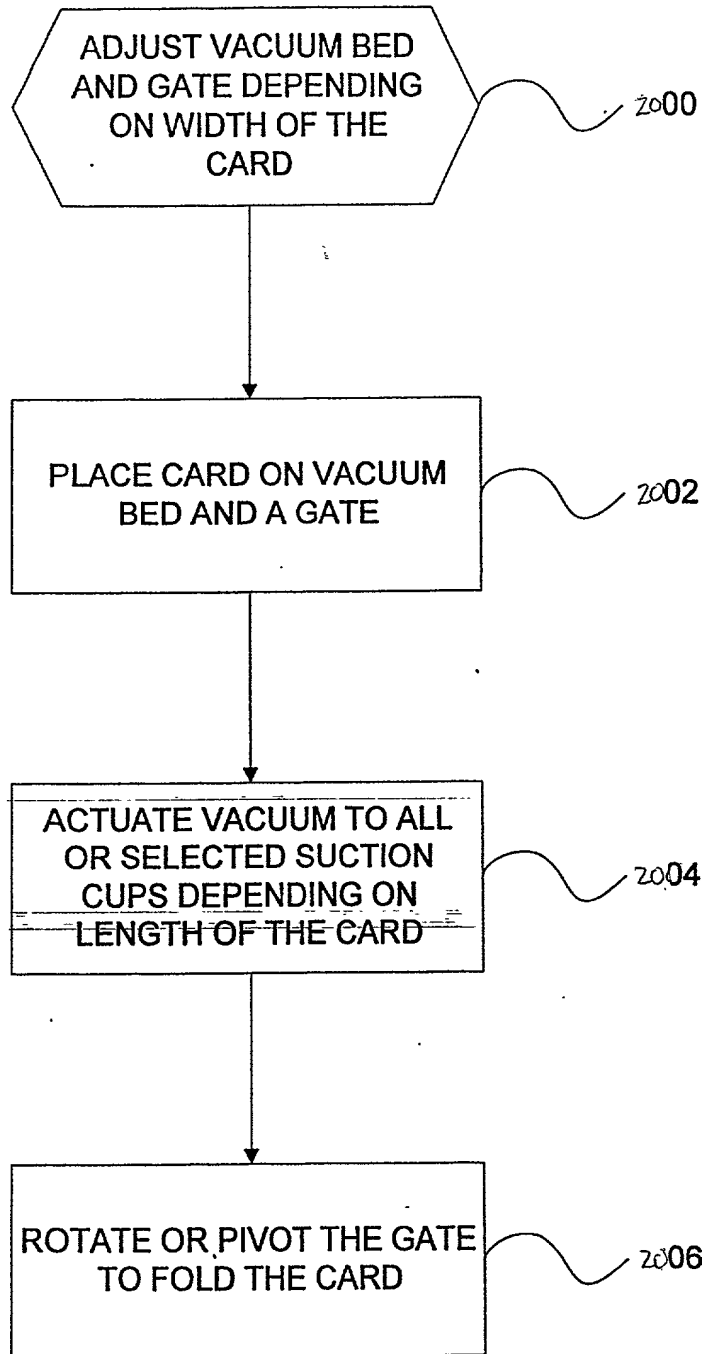 ADJUST VACUUM BED
AND GATE DEPENDING
ON WIDTH OF THE
CARD
2000
PLACE CARD ON VACUUM
BED AND A GATE
2002
ACTUATE VACUUM TO ALL
OR SELECTED SUCTION
CUPS DEPENDING ON
LENGTH OF THE CARD
2004
ROTATE OR PIVOT THE GATE
TO FOLD THE CARD
2006